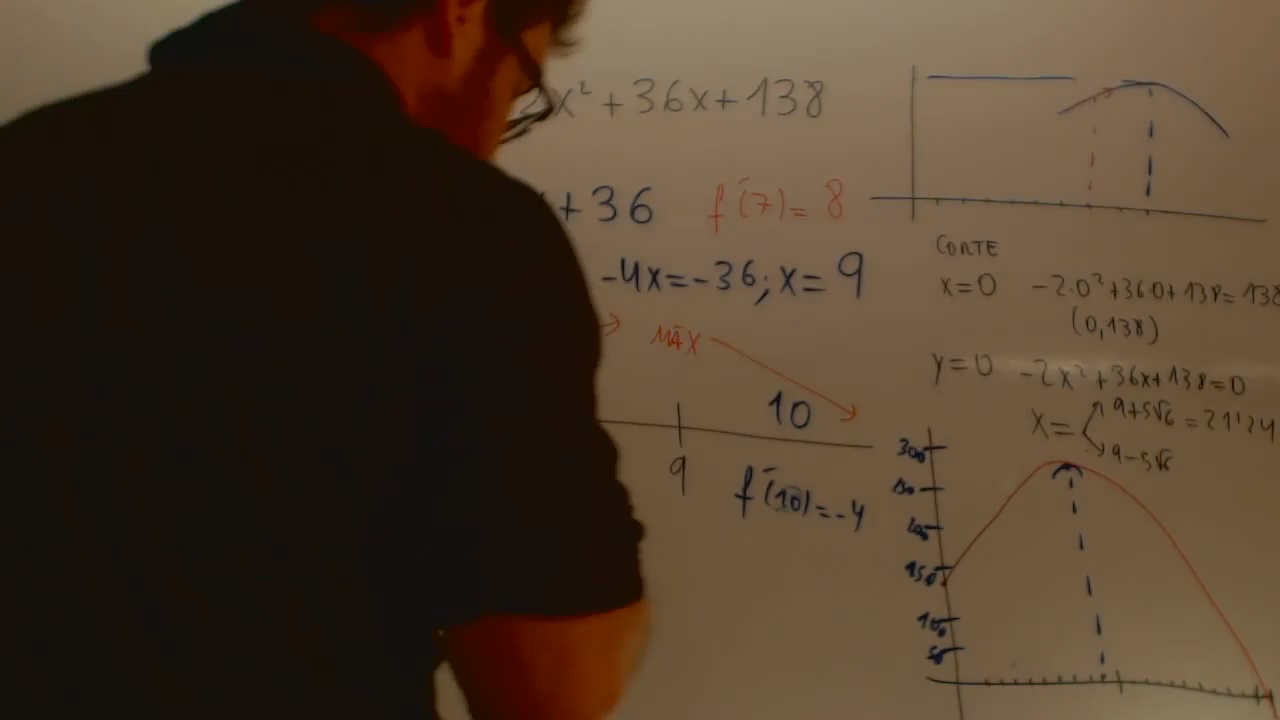 2x² + 36x + 138
+ 36 f´(7) = 8
-4x = -36 ; x = 9
MÁX
10
9
f´(10) = -4
CORTE
x = 0 -2·0² + 36·0 + 138 = 138
(0, 138)
y = 0 -2x² + 36x + 138 = 0
x = 9 + 5√6 = 21'24
9 - 5√6
300
150
100
50